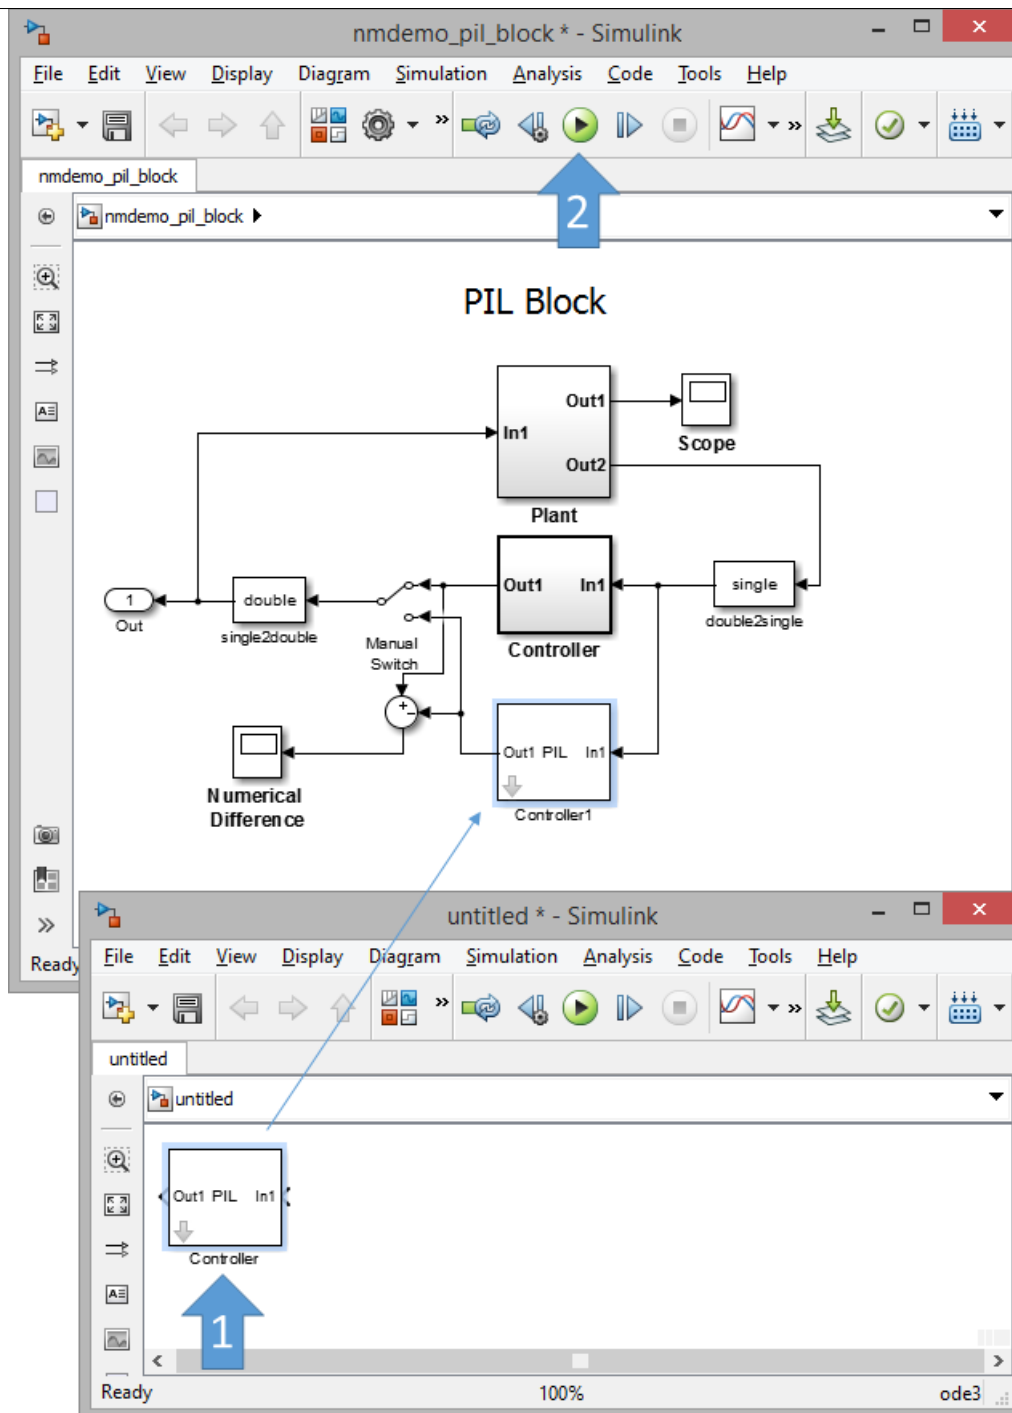 nmdemo_pil_block * - Simulink
File Edit View Display Diagram Simulation Analysis Code Tools Help
nmdemo_pil_block
nmdemo_pil_block
2
PIL Block
Out1
In1
Scope
Out2
Plant
1
Out
double
single2double
Manual
Switch
Out1 In1
Controller
single
double2single
+
−
Out1 PIL In1
Controller1
Numerical
Difference
Ready
untitled * - Simulink
File Edit View Display Diagram Simulation Analysis Code Tools Help
untitled
untitled
Out1 PIL In1
Controller
1
Ready 100% ode3